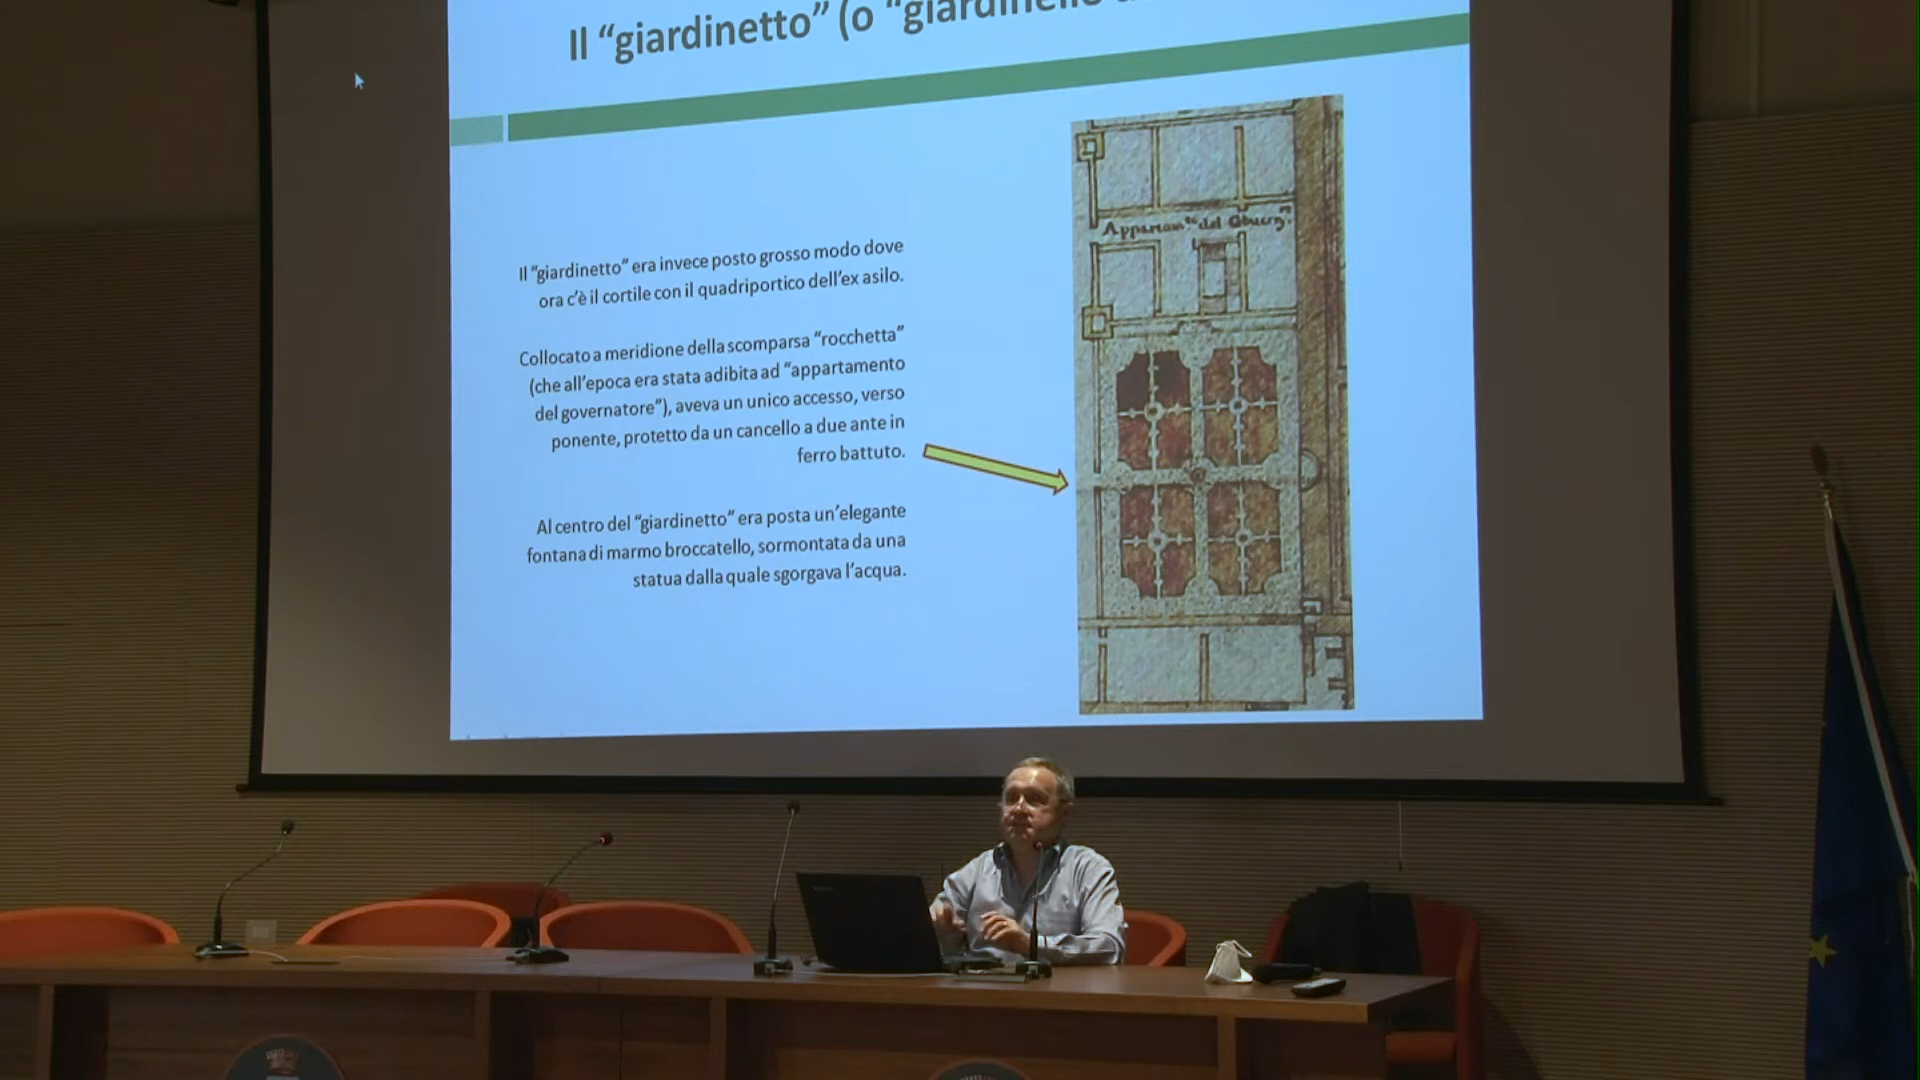 Il “giardinetto” (o “giardinello
Il “giardinetto” era invece posto grosso modo dove
ora c’è il cortile con il quadriportico dell’ex asilo.
Collocato a meridione della scomparsa “rocchetta”
(che all’epoca era stata adibita ad “appartamento
del governatore”), aveva un unico accesso, verso
ponente, protetto da un cancello a due ante in
ferro battuto.
Al centro del “giardinetto” era posta un’elegante
fontana di marmo broccatello, sormontata da una
statua dalla quale sgorgava l’acqua.
del